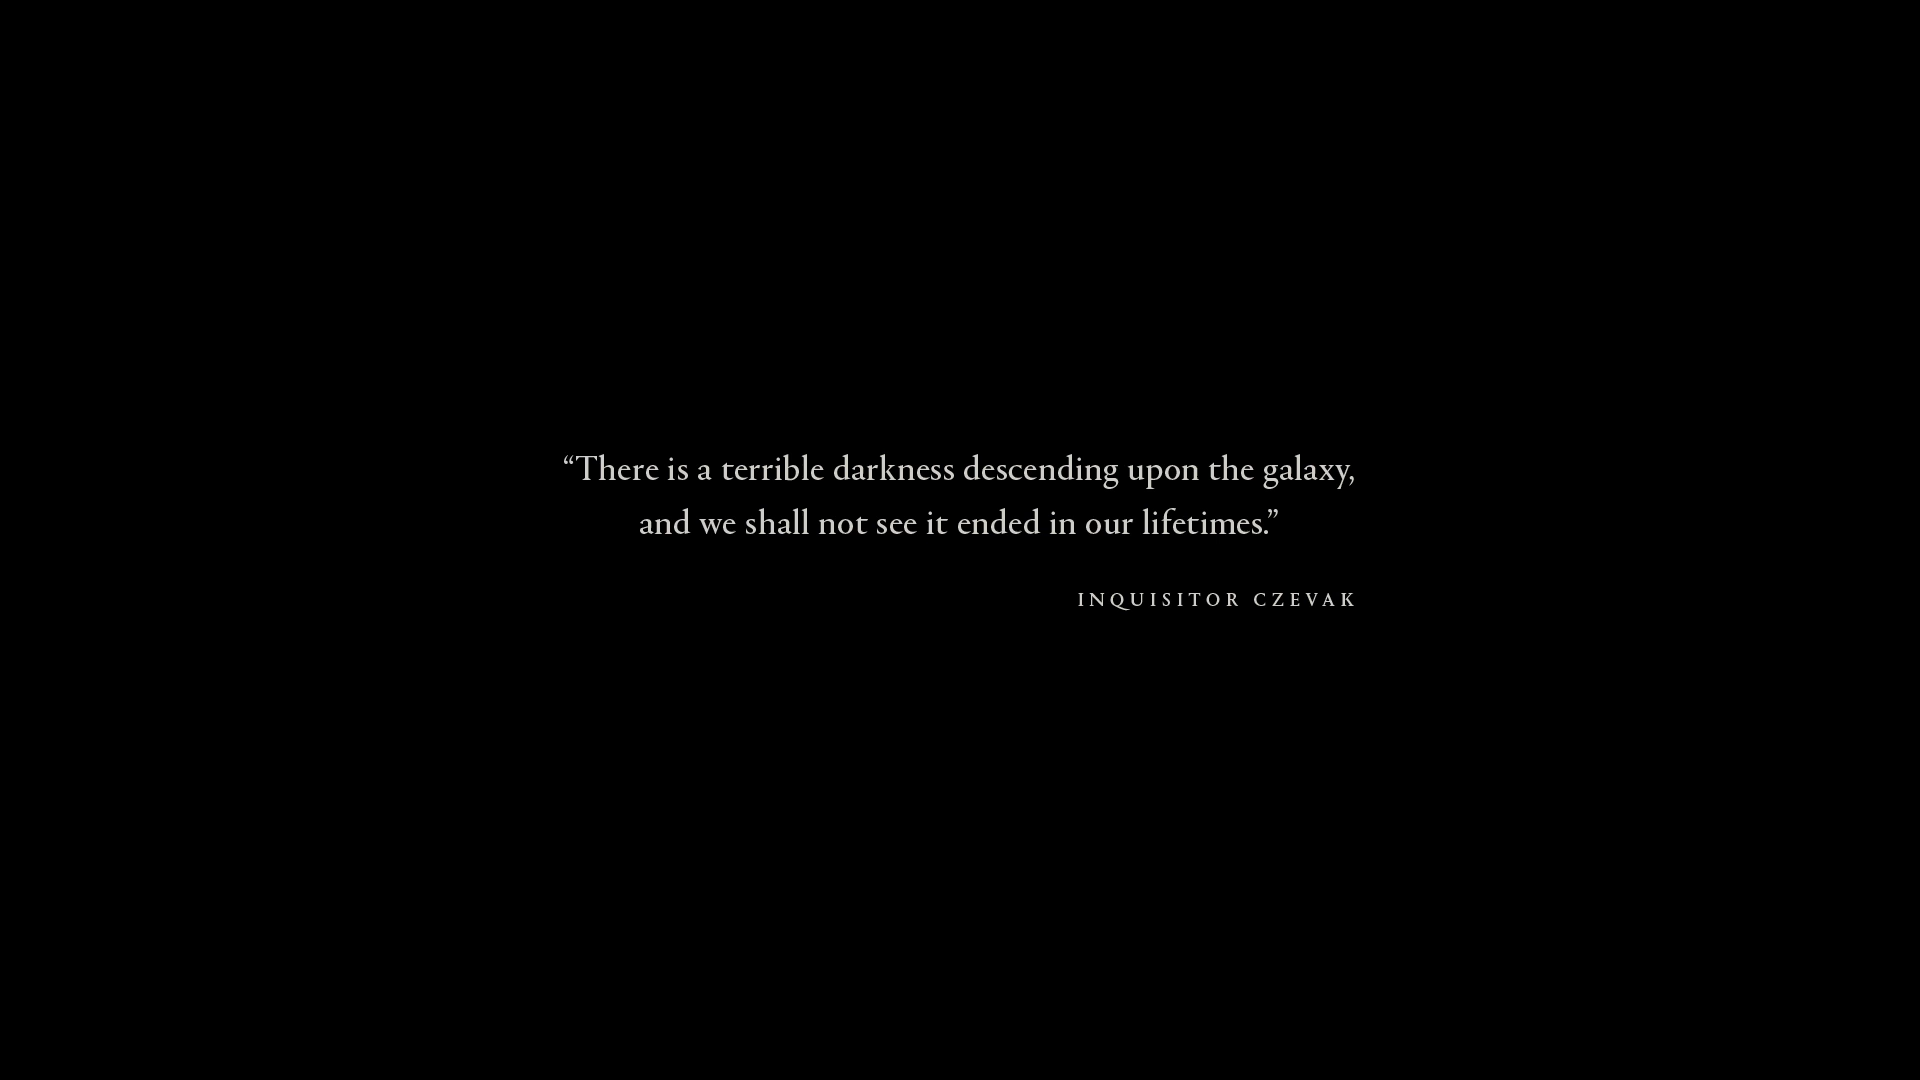 “There is a terrible darkness descending upon the galaxy,
and we shall not see it ended in our lifetimes.”
INQUISITOR CZEVAK